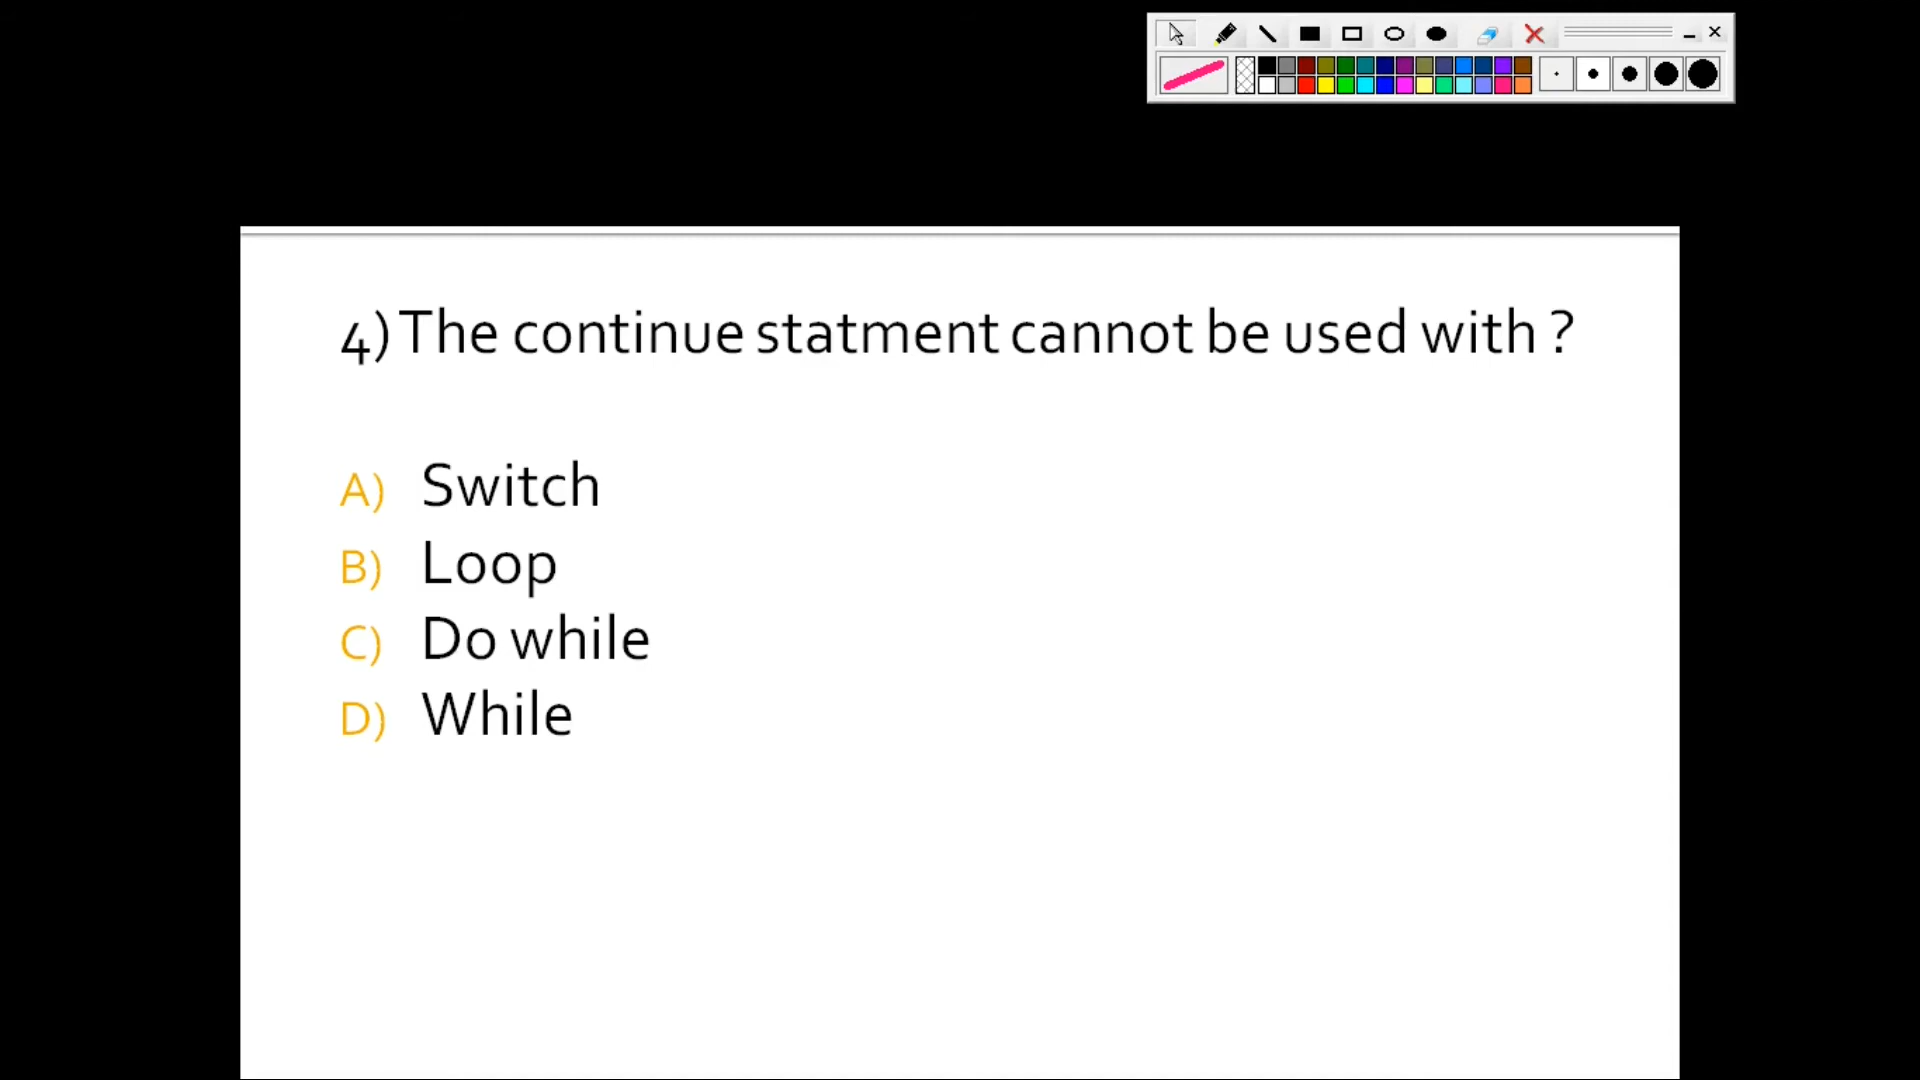 4) The continue statment cannot be used with ?
A) Switch
B) Loop
C) Do while
D) While